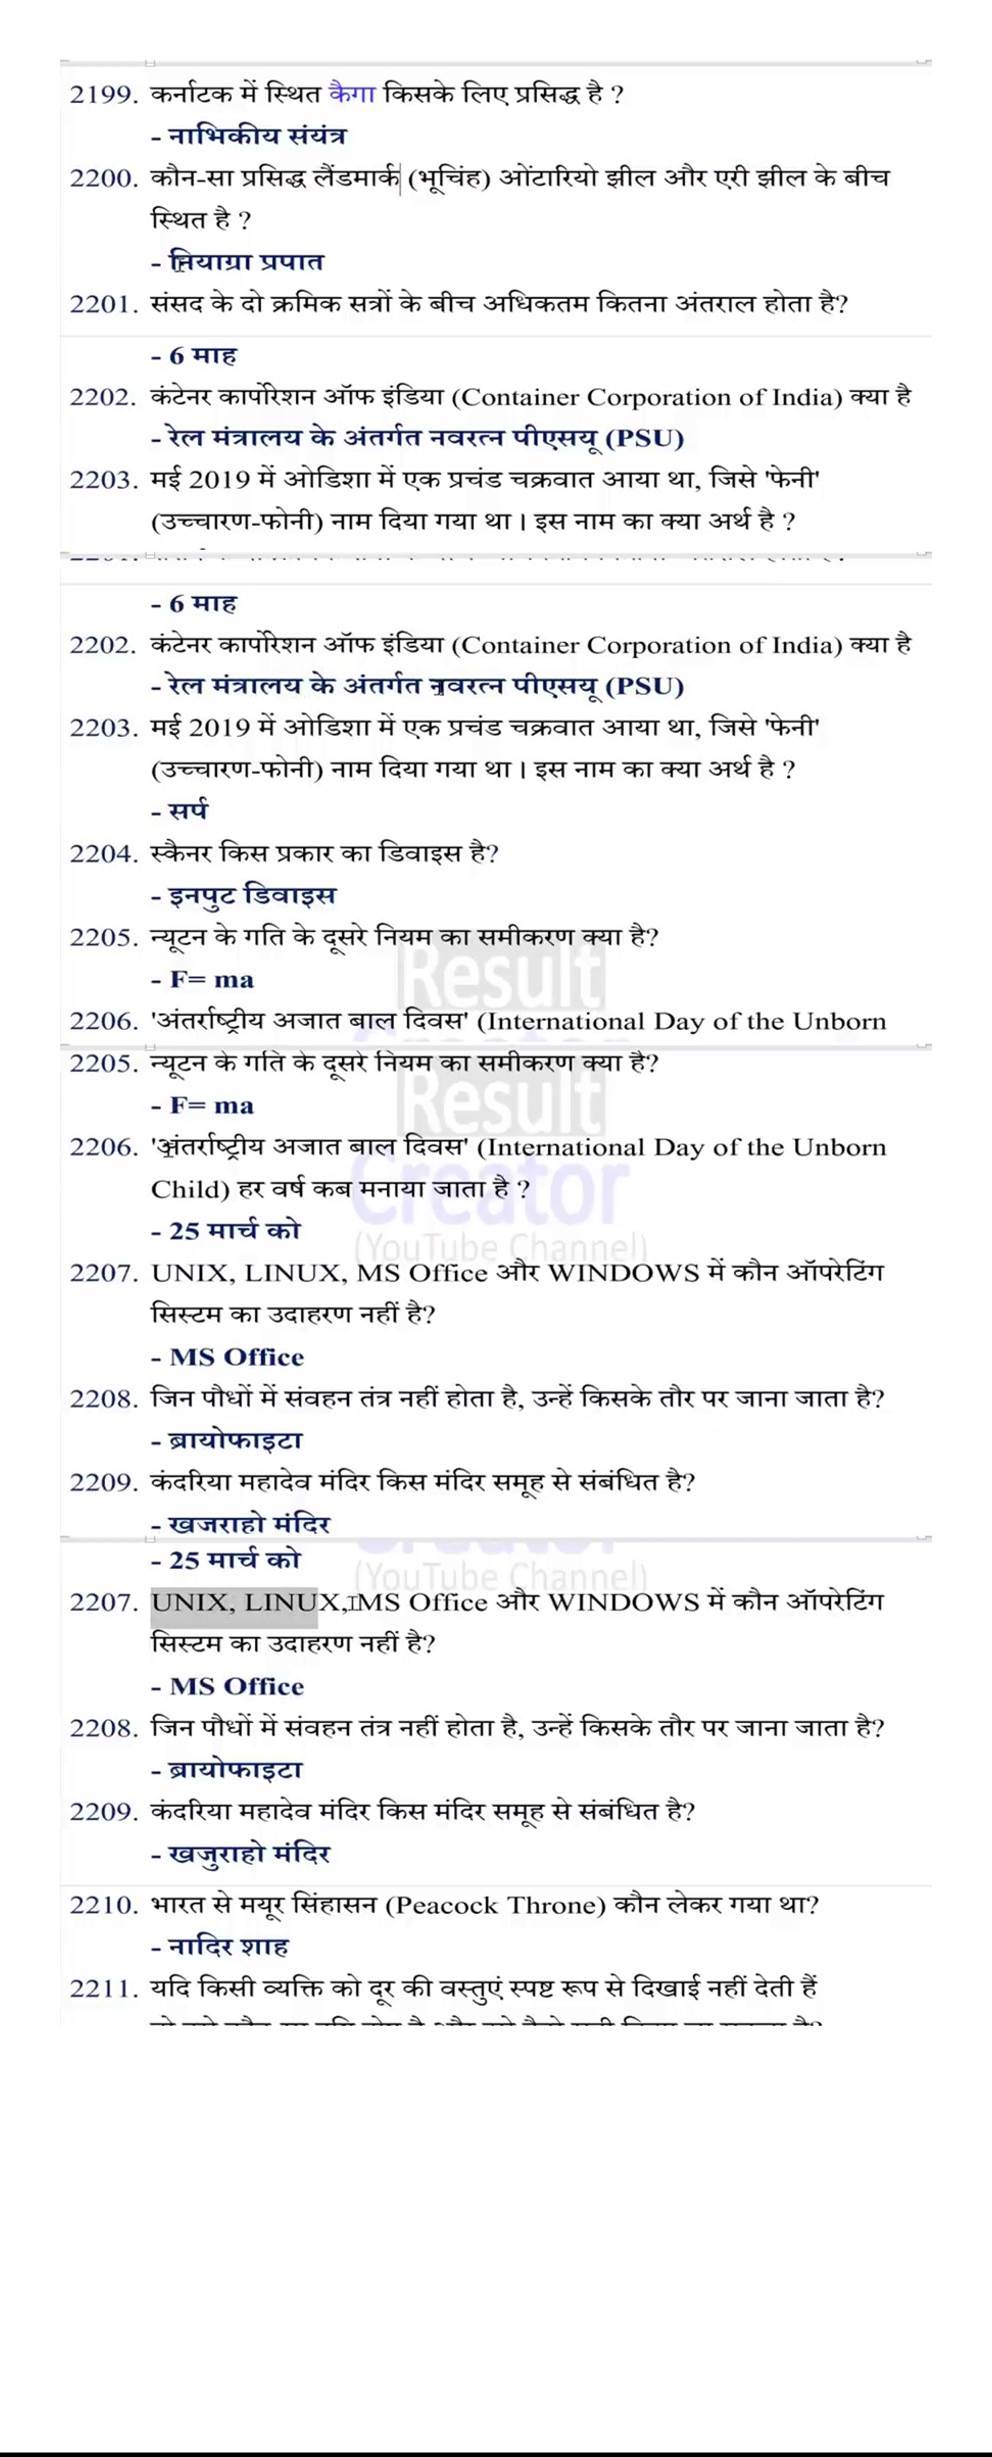 2199. कर्नाटक में स्थित कैगा किसके लिए प्रसिद्ध है ?
- नाभिकीय संयंत्र
2200. कौन-सा प्रसिद्ध लैंडमार्क (भूचिंह) ओंटारियो झील और एरी झील के बीच
स्थित है ?
- नियाग्रा प्रपात
2201. संसद के दो क्रमिक सत्रों के बीच अधिकतम कितना अंतराल होता है?
- 6 माह
2202. कंटेनर कार्पोरेशन ऑफ इंडिया (Container Corporation of India) क्या है
- रेल मंत्रालय के अंतर्गत नवरत्न पीएसयू (PSU)
2203. मई 2019 में ओडिशा में एक प्रचंड चक्रवात आया था, जिसे 'फेनी'
(उच्चारण-फोनी) नाम दिया गया था। इस नाम का क्या अर्थ है ?
- 6 माह
2202. कंटेनर कार्पोरेशन ऑफ इंडिया (Container Corporation of India) क्या है
- रेल मंत्रालय के अंतर्गत नवरत्न पीएसयू (PSU)
2203. मई 2019 में ओडिशा में एक प्रचंड चक्रवात आया था, जिसे 'फेनी'
(उच्चारण-फोनी) नाम दिया गया था। इस नाम का क्या अर्थ है ?
- सर्प
2204. स्कैनर किस प्रकार का डिवाइस है?
- इनपुट डिवाइस
2205. न्यूटन के गति के दूसरे नियम का समीकरण क्या है?
Result
- F= ma
2206. 'अंतर्राष्ट्रीय अजात बाल दिवस' (International Day of the Unborn
2205. न्यूटन के गति के दूसरे नियम का समीकरण क्या है?
Result
- F= ma
2206. 'अंतर्राष्ट्रीय अजात बाल दिवस' (International Day of the Unborn
Creator
Child) हर वर्ष कब मनाया जाता है ?
- 25 मार्च को
(YouTube Channel)
2207. UNIX, LINUX, MS Office और WINDOWS में कौन ऑपरेटिंग
सिस्टम का उदाहरण नहीं है?
- MS Office
2208. जिन पौधों में संवहन तंत्र नहीं होता है, उन्हें किसके तौर पर जाना जाता है?
- ब्रायोफाइटा
2209. कंदरिया महादेव मंदिर किस मंदिर समूह से संबंधित है?
- खजुराहो मंदिर
- 25 मार्च को
(YouTube Channel)
2207. UNIX, LINUX, MS Office और WINDOWS में कौन ऑपरेटिंग
सिस्टम का उदाहरण नहीं है?
- MS Office
2208. जिन पौधों में संवहन तंत्र नहीं होता है, उन्हें किसके तौर पर जाना जाता है?
- ब्रायोफाइटा
2209. कंदरिया महादेव मंदिर किस मंदिर समूह से संबंधित है?
- खजुराहो मंदिर
2210. भारत से मयूर सिंहासन (Peacock Throne) कौन लेकर गया था?
- नादिर शाह
2211. यदि किसी व्यक्ति को दूर की वस्तुएं स्पष्ट रूप से दिखाई नहीं देती हैं